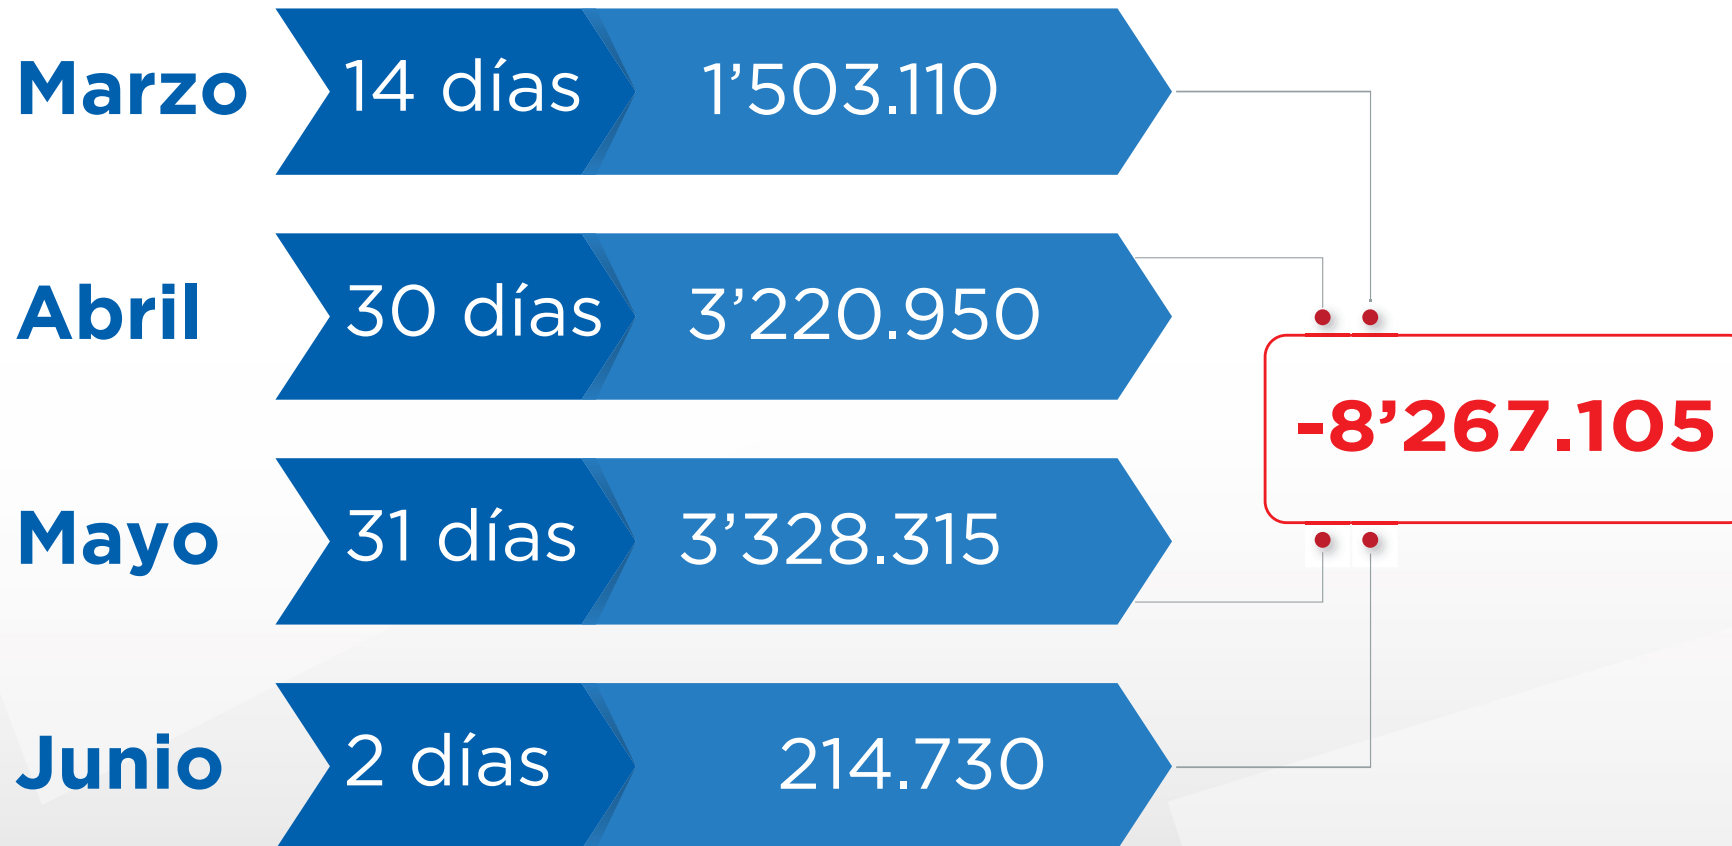 Marzo 14 días 1’503.110
Abril 30 días 3’220.950
-8’267.105
Mayo 31 días 3’328.315
Junio 2 días 214.730